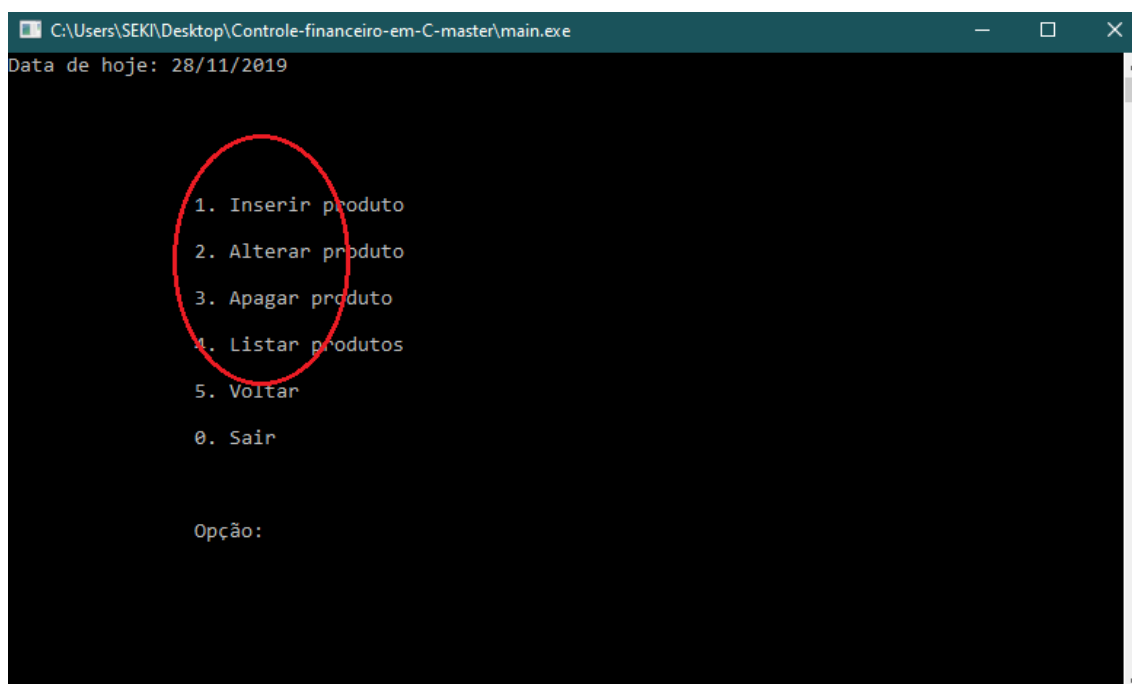 C:\Users\SEKI\Desktop\Controle-financeiro-em-C-master\main.exe
Data de hoje: 28/11/2019
1. Inserir produto
2. Alterar produto
3. Apagar produto
4. Listar produtos
5. Voltar
0. Sair
Opção: